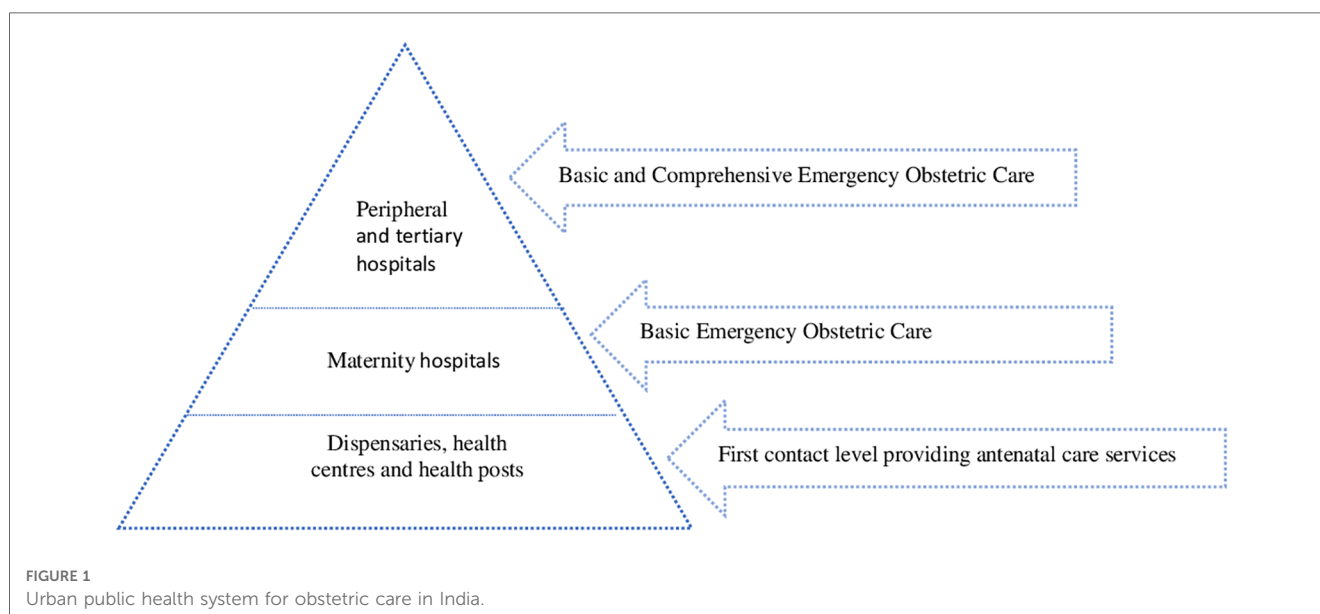 Basic and Comprehensive Emergency Obstetric Care
Peripheral
and tertiary
hospitals
Basic Emergency Obstetric Care
Maternity hospitals
Dispensaries, health
centres and health posts
First contact level providing antenatal care services
FIGURE 1
Urban public health system for obstetric care in India.